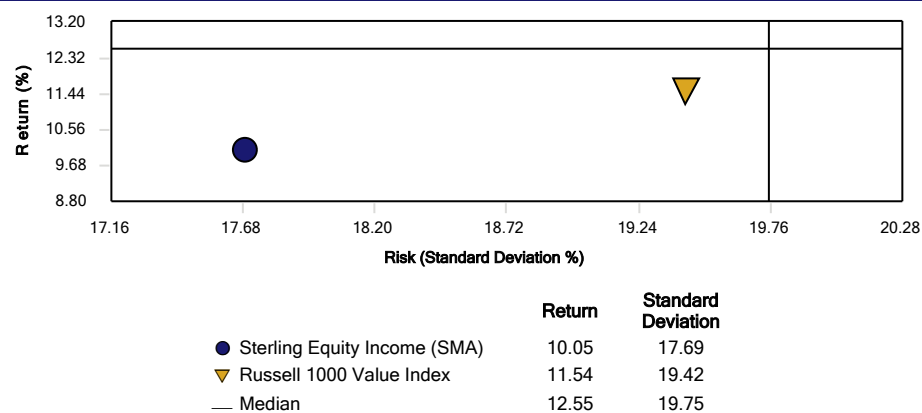 13.20
12.32
11.44
10.56
9.68
8.80
Return (%)
17.16 17.68 18.20 18.72 19.24 19.76 20.28
Risk (Standard Deviation %)
Return Standard Deviation
Sterling Equity Income (SMA) 10.05 17.69
Russell 1000 Value Index 11.54 19.42
Median 12.55 19.75